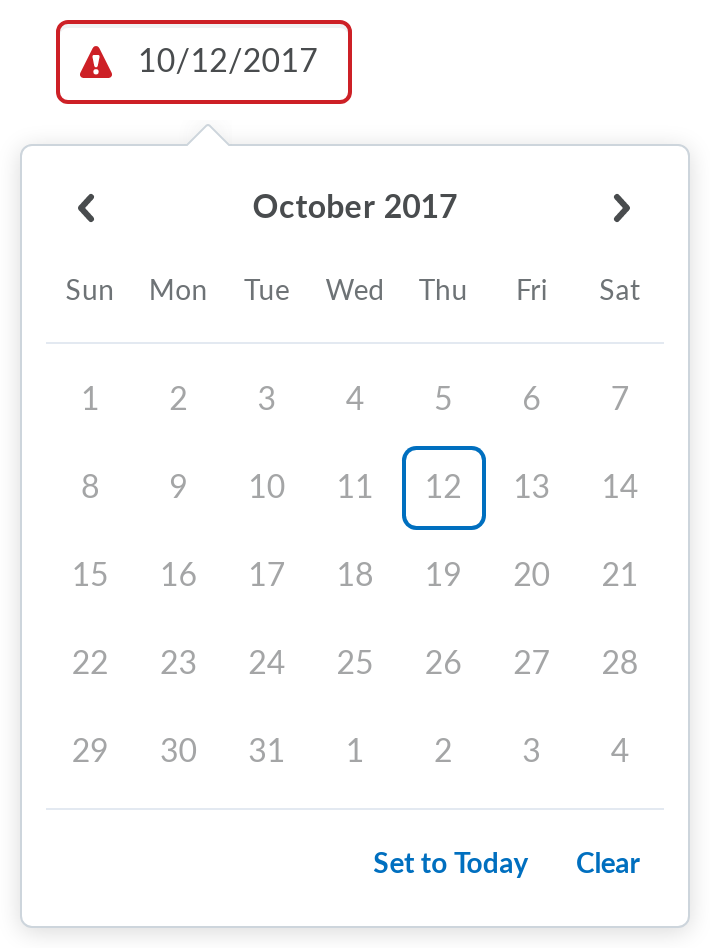 10/12/2017
October 2017
Sun Mon Tue Wed Thu Fri Sat
1 2 3 4 5 6 7
8 9 10 11 12 13 14
15 16 17 18 19 20 21
22 23 24 25 26 27 28
29 30 31 1 2 3 4
Set to Today Clear